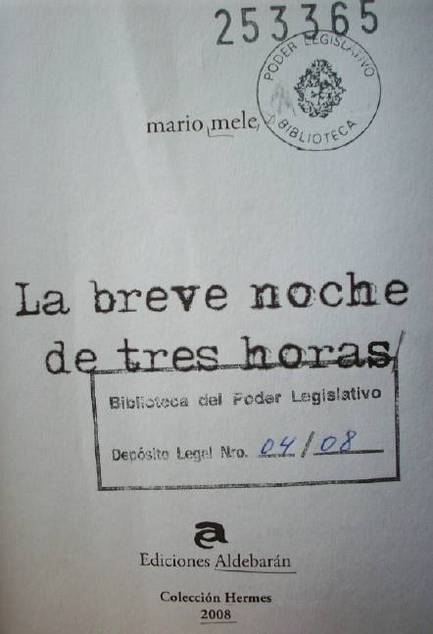 253365
PODER LEGISLATIVO
BIBLIOTECA
mario mele
La breve noche
de tres horas
Biblioteca del Poder Legislativo
Depósito Legal Nro. 04/08
a
Ediciones Aldebarán
Colección Hermes
2008